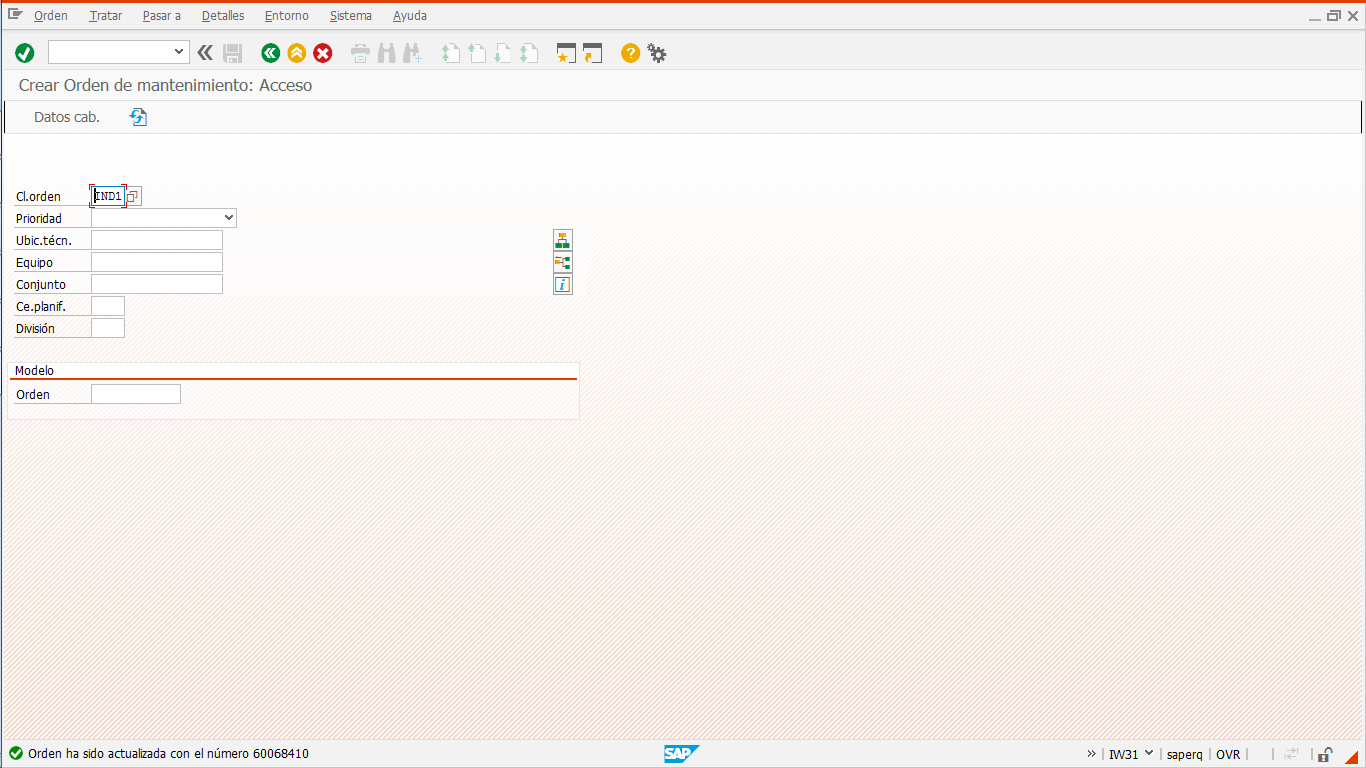 Orden Tratar Pasar a Detalles Entorno Sistema Ayuda
Crear Orden de mantenimiento: Acceso
Datos cab.
Cl.orden IND1
Prioridad
Ubic.técn.
Equipo
Conjunto
Ce.planif.
División
Modelo
Orden
Orden ha sido actualizada con el número 60068410 SAP » IW31 saperq OVR